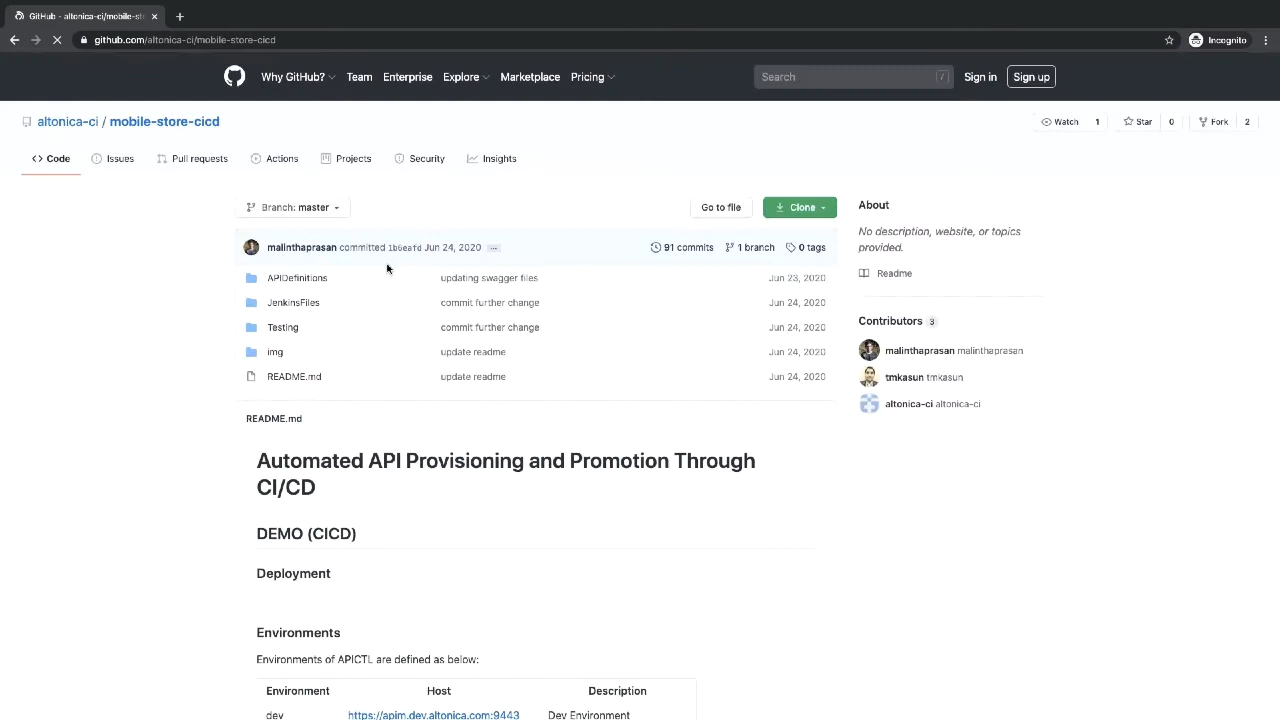 GitHub - altonica-ci/mobile-sto
github.com/altonica-ci/mobile-store-cicd
Incognito
Why GitHub? Team Enterprise Explore Marketplace Pricing
Search /
Sign in Sign up
altonica-ci / mobile-store-cicd
Watch 1 Star 0 Fork 2
Code Issues Pull requests Actions Projects Security Insights
Branch: master
Go to file Clone
malinthaprasan committed 1b6eafd Jun 24, 2020 ... 91 commits 1 branch 0 tags
APIDefinitions updating swagger files Jun 23, 2020
JenkinsFiles commit further change Jun 24, 2020
Testing commit further change Jun 24, 2020
img update readme Jun 24, 2020
README.md update readme Jun 24, 2020
README.md
Automated API Provisioning and Promotion Through
CI/CD
DEMO (CICD)
Deployment
Environments
Environments of APICTL are defined as below:
Environment Host Description
dev https://apim.dev.altonica.com:9443 Dev Environment
About
No description, website, or topics
provided.
Readme
Contributors 3
malinthaprasan malinthaprasan
tmkasun tmkasun
altonica-ci altonica-ci